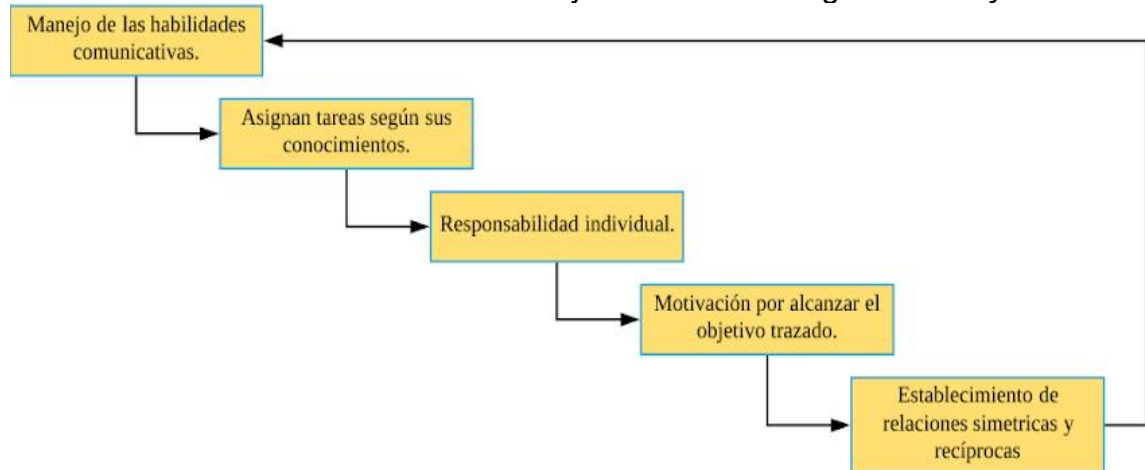 Manejo de las habilidades
comunicativas.
Asignan tareas según sus
conocimientos.
Responsabilidad individual.
Motivación por alcanzar el
objetivo trazado.
Establecimiento de
relaciones simetricas y
recíprocas